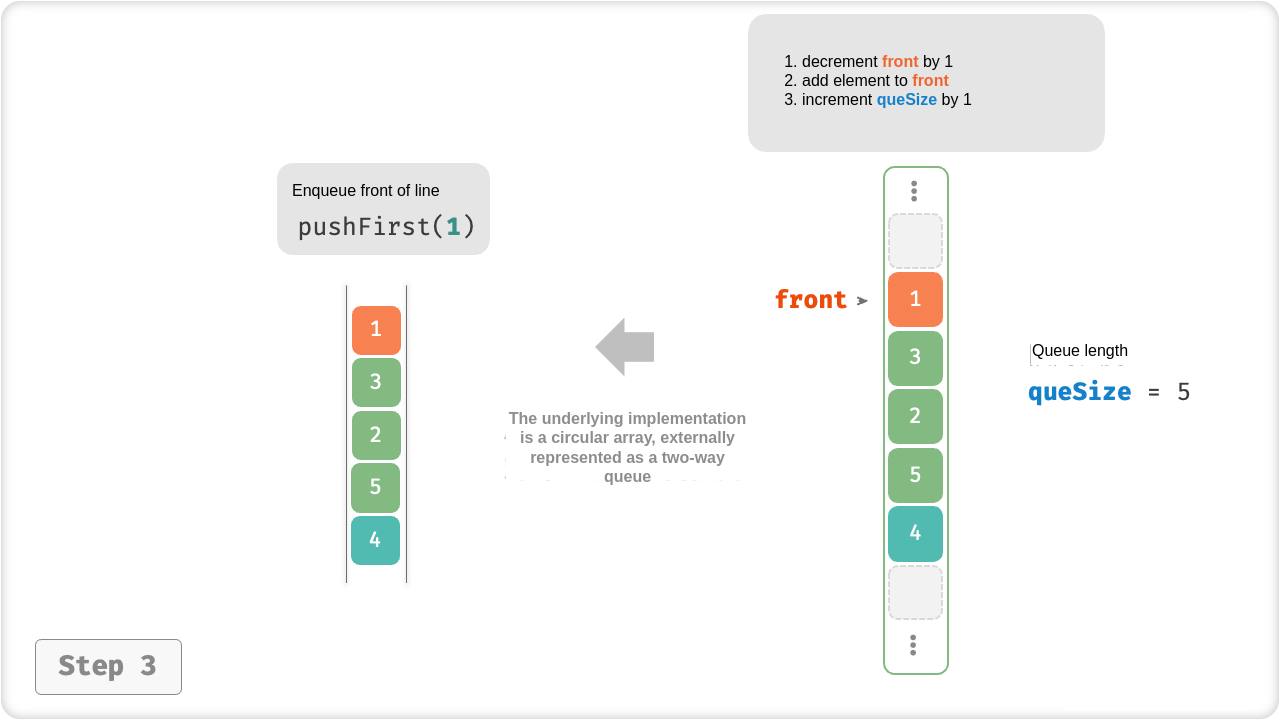 1. decrement front by 1
2. add element to front
3. increment queSize by 1
Enqueue front of line
pushFirst(1)
front
1
3
2
5
4
1
3
2
5
4
The underlying implementation
is a circular array, externally
represented as a two-way
queue
Queue length
queSize = 5
Step 3